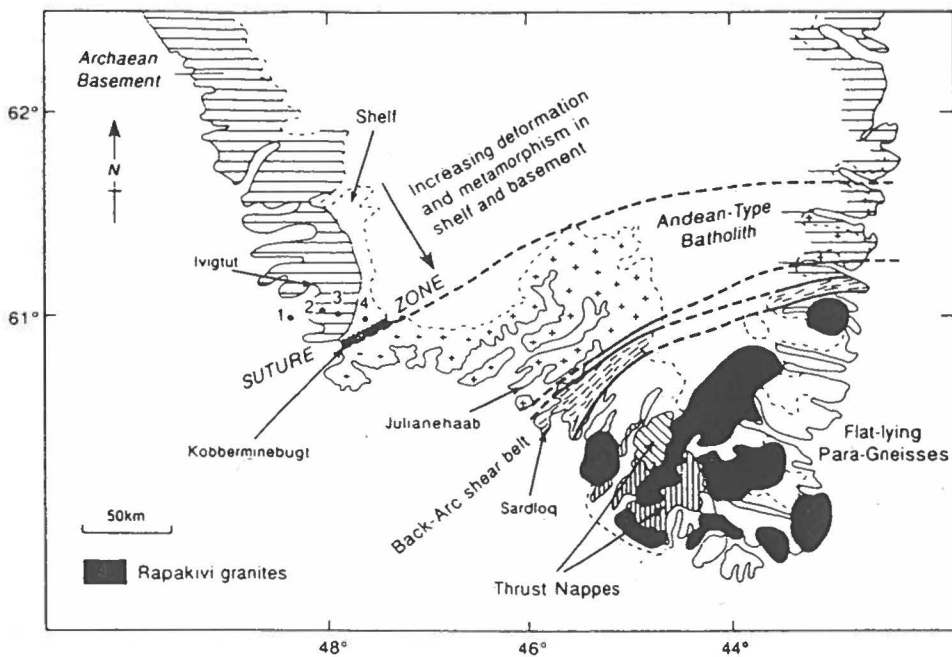 Archaean
Basement
62°
N
Shelf
Increasing deformation
and metamorphism in
shelf and basement
Andean-Type
Batholith
Ivigtut
1
2
3
4
61°
SUTURE
ZONE
Julianehaab
Kobberminebugt
Back-Arc shear belt
Sardloq
Flat-lying
Para-Gneisses
50km
Rapakivi granites
Thrust Nappes
48°
46°
44°